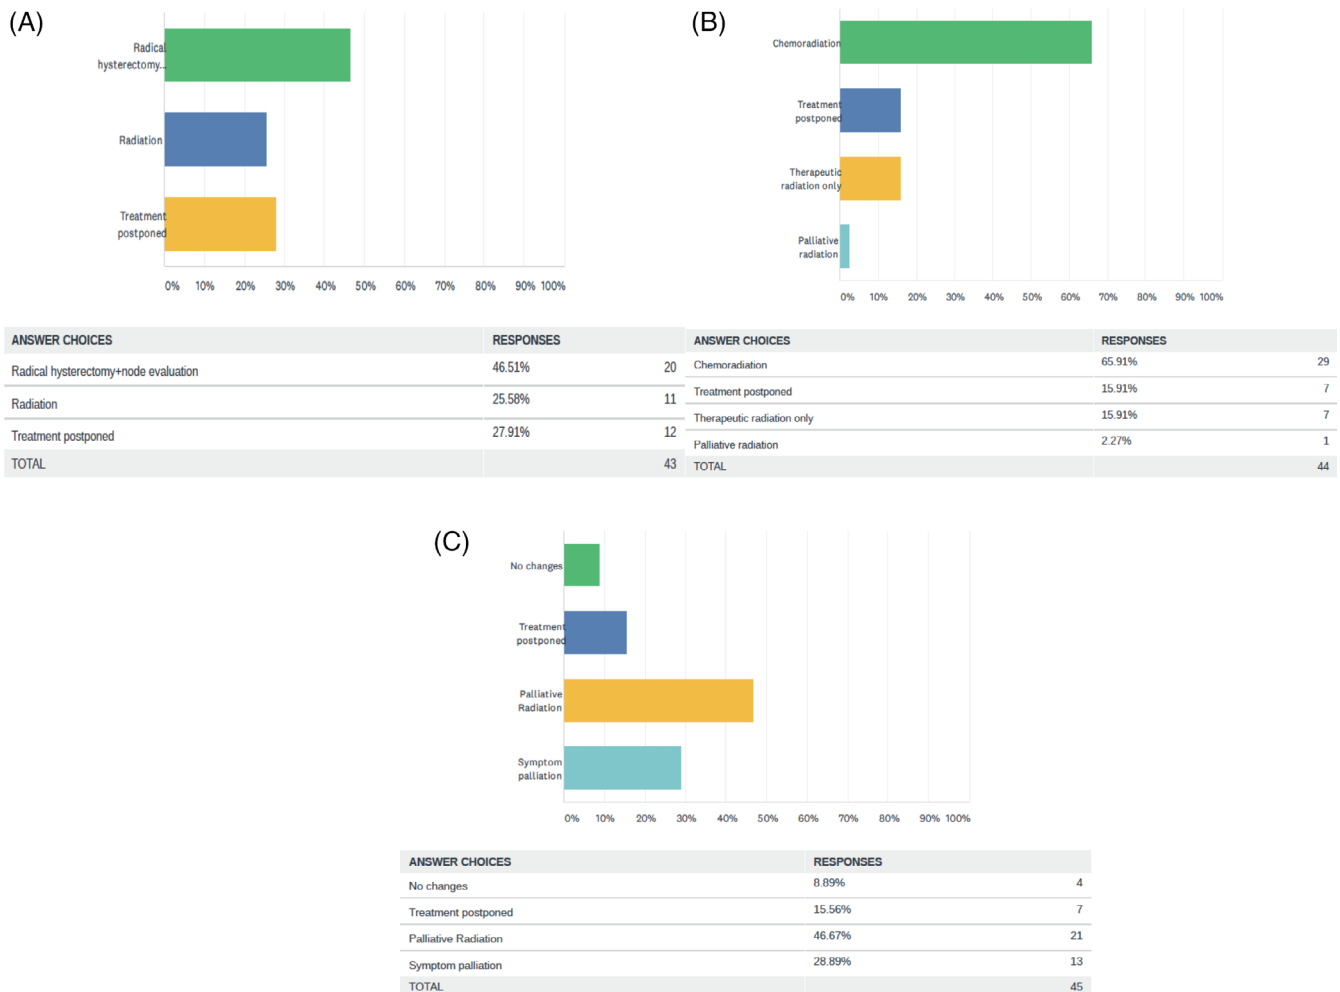 (A)
Radical
hysterectomy...
Radiation
Treatment
postponed
0% 10% 20% 30% 40% 50% 60% 70% 80% 90% 100%
ANSWER CHOICES RESPONSES
Radical hysterectomy+node evaluation 46.51% 20
Radiation 25.58% 11
Treatment postponed 27.91% 12
TOTAL 43
(B)
Chemoradiation
Treatment
postponed
Therapeutic
radiation only
Palliative
radiation
0% 10% 20% 30% 40% 50% 60% 70% 80% 90% 100%
ANSWER CHOICES RESPONSES
Chemoradiation 65.91% 29
Treatment postponed 15.91% 7
Therapeutic radiation only 15.91% 7
Palliative radiation 2.27% 1
TOTAL 44
(C)
No changes
Treatment
postponed
Palliative
Radiation
Symptom
palliation
0% 10% 20% 30% 40% 50% 60% 70% 80% 90% 100%
ANSWER CHOICES RESPONSES
No changes 8.89% 4
Treatment postponed 15.56% 7
Palliative Radiation 46.67% 21
Symptom palliation 28.89% 13
TOTAL 45